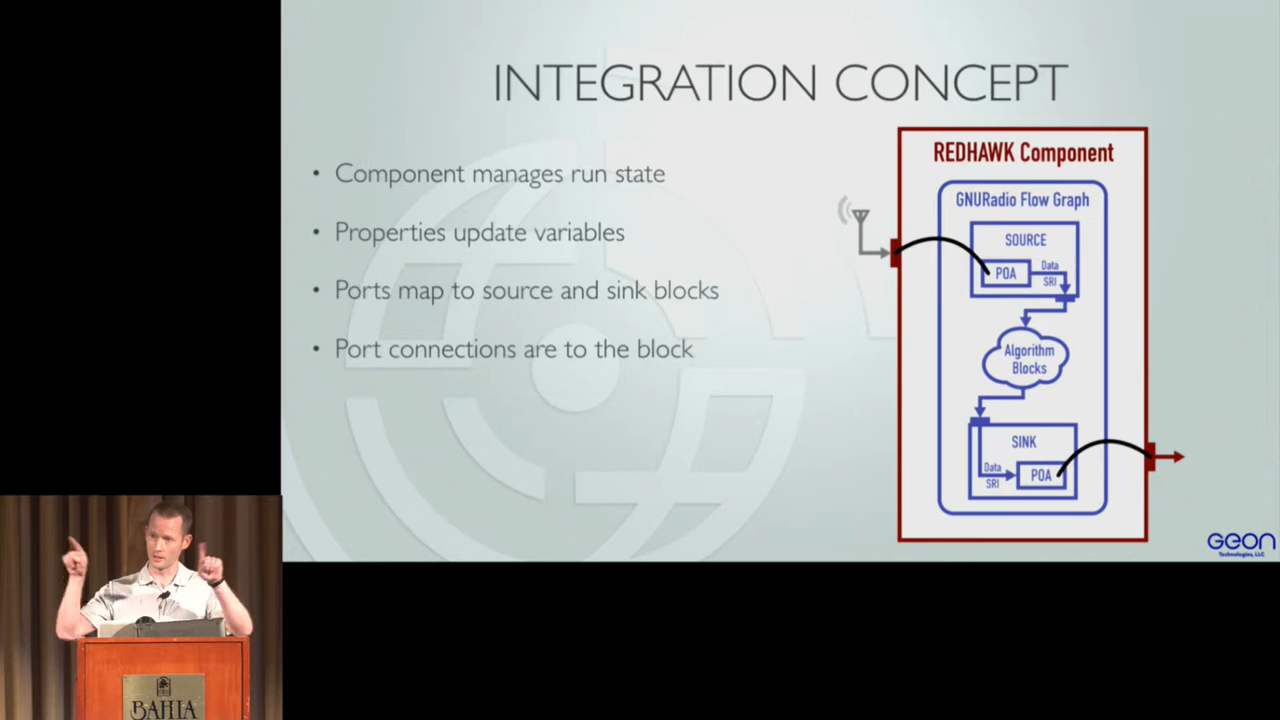 INTEGRATION CONCEPT
• Component manages run state
• Properties update variables
• Ports map to source and sink blocks
• Port connections are to the block
REDHAWK Component
GNURadio Flow Graph
SOURCE
POA
Data
SRI
Algorithm
Blocks
SINK
Data
SRI
POA
GEON
Technologies, LLC
BAHIA